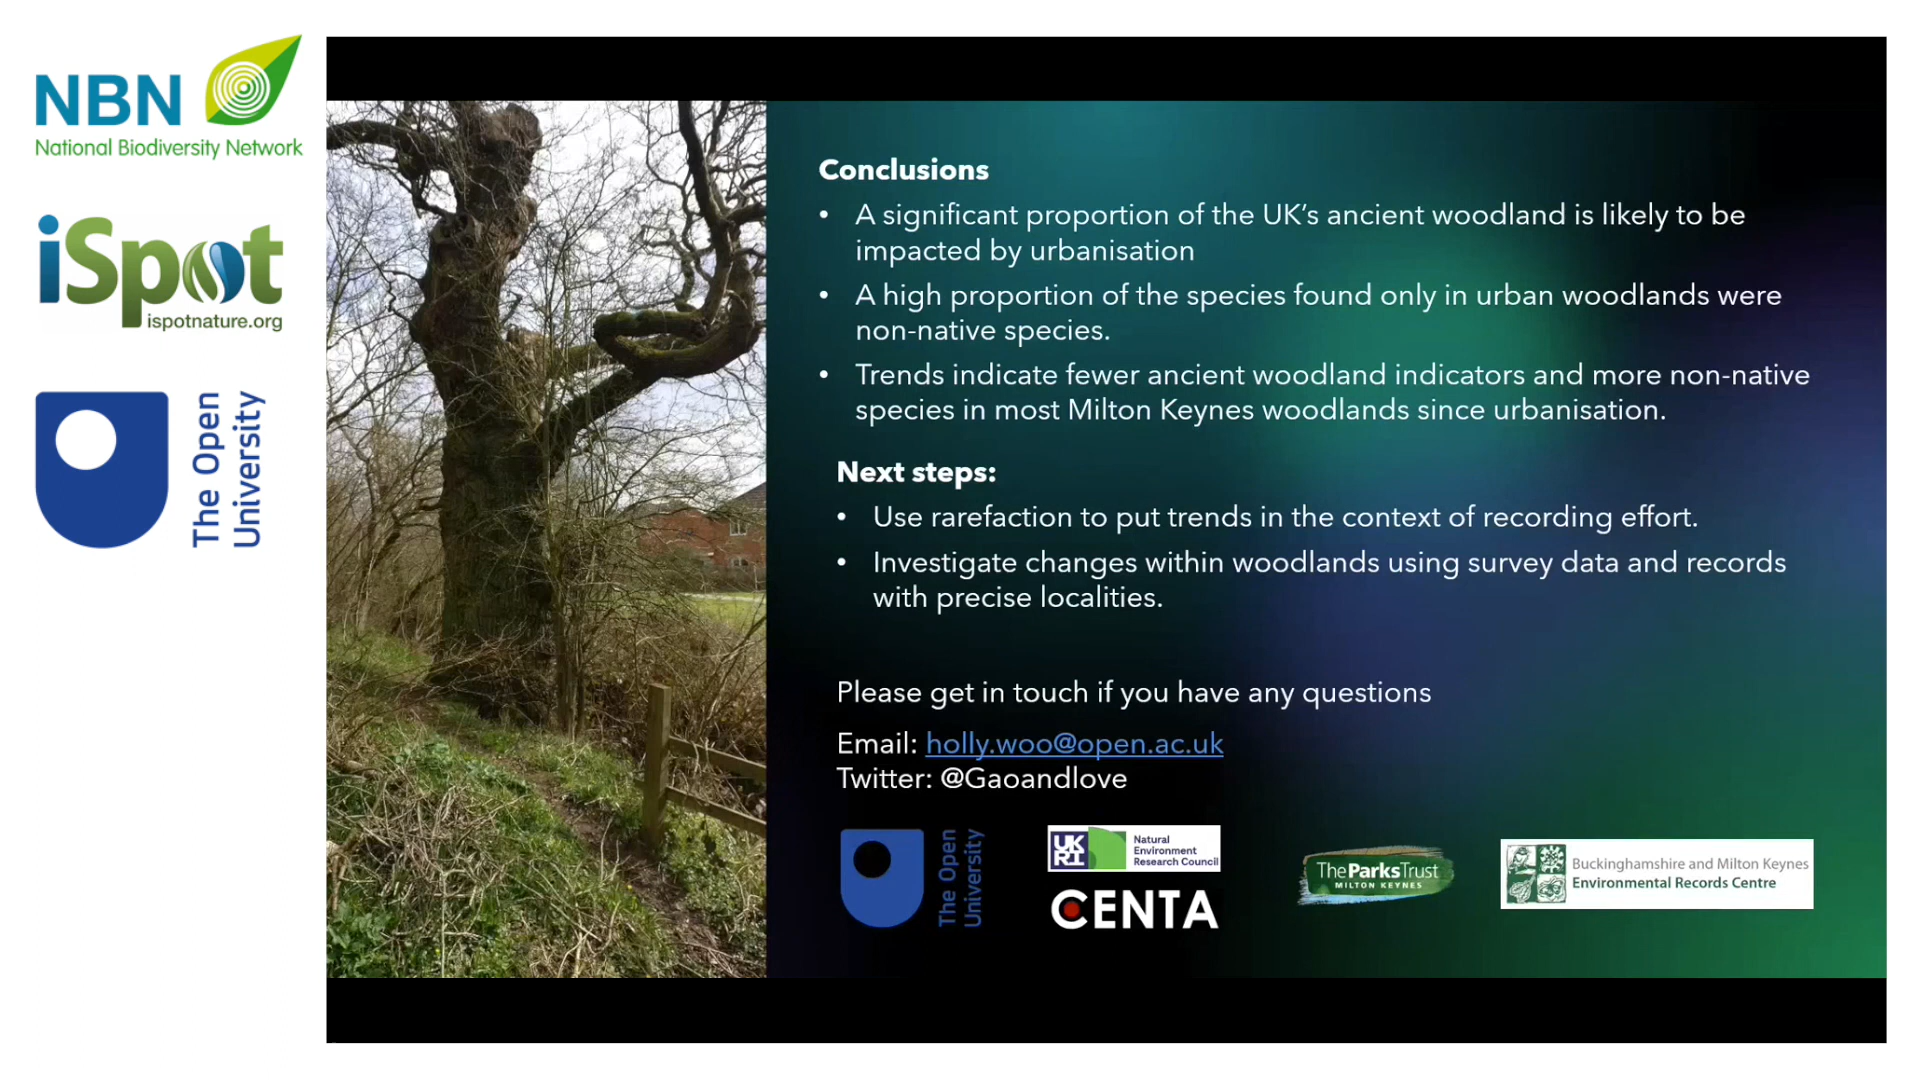 NBN
National Biodiversity Network
iSpot
ispotnature.org
The Open
University
Conclusions
• A significant proportion of the UK’s ancient woodland is likely to be
impacted by urbanisation
• A high proportion of the species found only in urban woodlands were
non-native species.
• Trends indicate fewer ancient woodland indicators and more non-native
species in most Milton Keynes woodlands since urbanisation.
Next steps:
• Use rarefaction to put trends in the context of recording effort.
• Investigate changes within woodlands using survey data and records
with precise localities.
Please get in touch if you have any questions
Email: holly.woo@open.ac.uk
Twitter: @Gaoandlove
The Open
University
UK
RI
Natural
Environment
Research Council
CENTA
The Parks Trust
MILTON KEYNES
Buckinghamshire and Milton Keynes
Environmental Records Centre